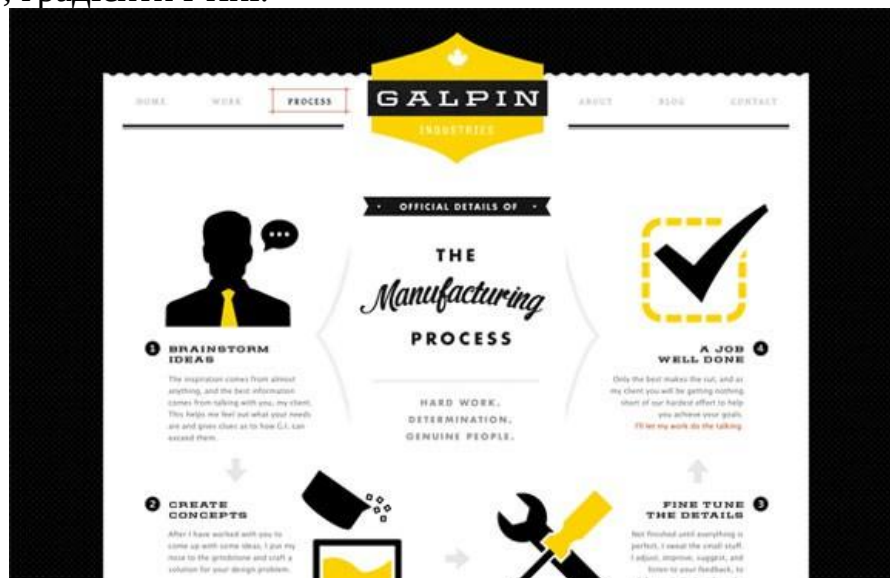 HOME WORK PROCESS
GALPIN
INDUSTRIES
ABOUT BLOG CONTACT
OFFICIAL DETAILS OF
THE
Manufacturing
PROCESS
HARD WORK.
DETERMINATION.
GENUINE PEOPLE.
1 BRAINSTORM
IDEAS
The inspiration comes from almost
anything, and the best information
comes from talking with you, my client.
This helps me feel out what your needs
are and gives clues as to how G.I. can
exceed them.
2 CREATE
CONCEPTS
After I have worked with you to
come up with some ideas, I put my
nose to the grindstone and craft a
solution for your design problem.
FINE TUNE 3
THE DETAILS
Not finished until everything is
perfect, I sweat the small stuff.
I adjust, improve, suggest, and
listen to your feedback, to
A JOB 4
WELL DONE
Only the best makes the cut, and as
my client you will be getting nothing
short of our hardest effort to help
you achieve your goals.
I'll let my work do the talking.